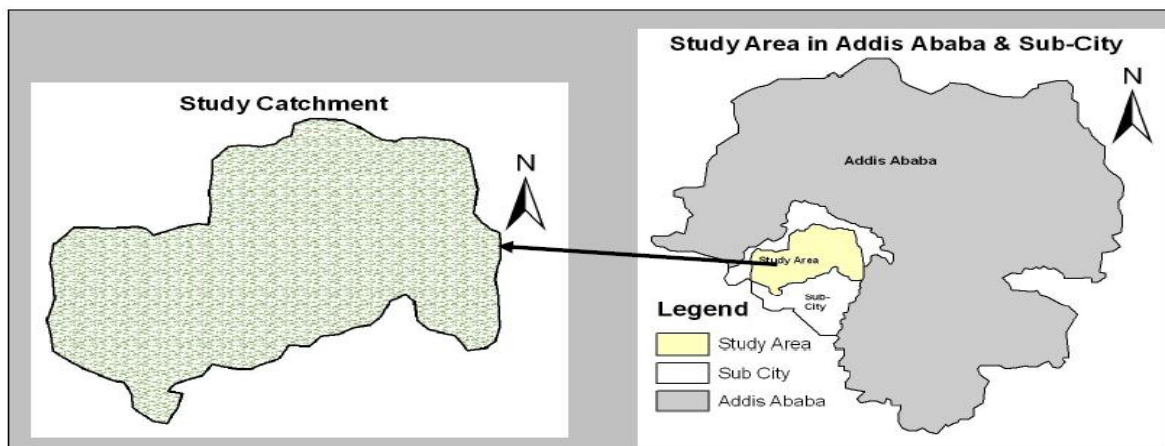 Study Catchment
N
Study Area in Addis Ababa & Sub-City
N
Addis Ababa
Study Area
Sub-
City
Legend
Study Area
Sub City
Addis Ababa